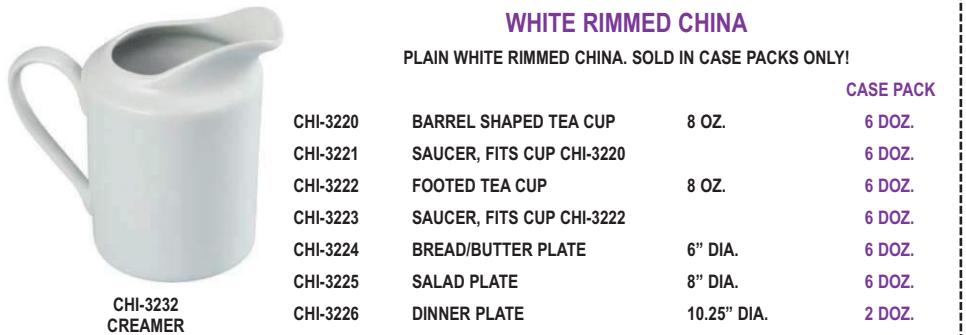 WHITE RIMMED CHINA
PLAIN WHITE RIMMED CHINA. SOLD IN CASE PACKS ONLY!
CASE PACK
CHI-3220 BARREL SHAPED TEA CUP 8 OZ. 6 DOZ.
CHI-3221 SAUCER, FITS CUP CHI-3220 6 DOZ.
CHI-3222 FOOTED TEA CUP 8 OZ. 6 DOZ.
CHI-3223 SAUCER, FITS CUP CHI-3222 6 DOZ.
CHI-3224 BREAD/BUTTER PLATE 6” DIA. 6 DOZ.
CHI-3225 SALAD PLATE 8” DIA. 6 DOZ.
CHI-3226 DINNER PLATE 10.25” DIA. 2 DOZ.
CHI-3232
CREAMER